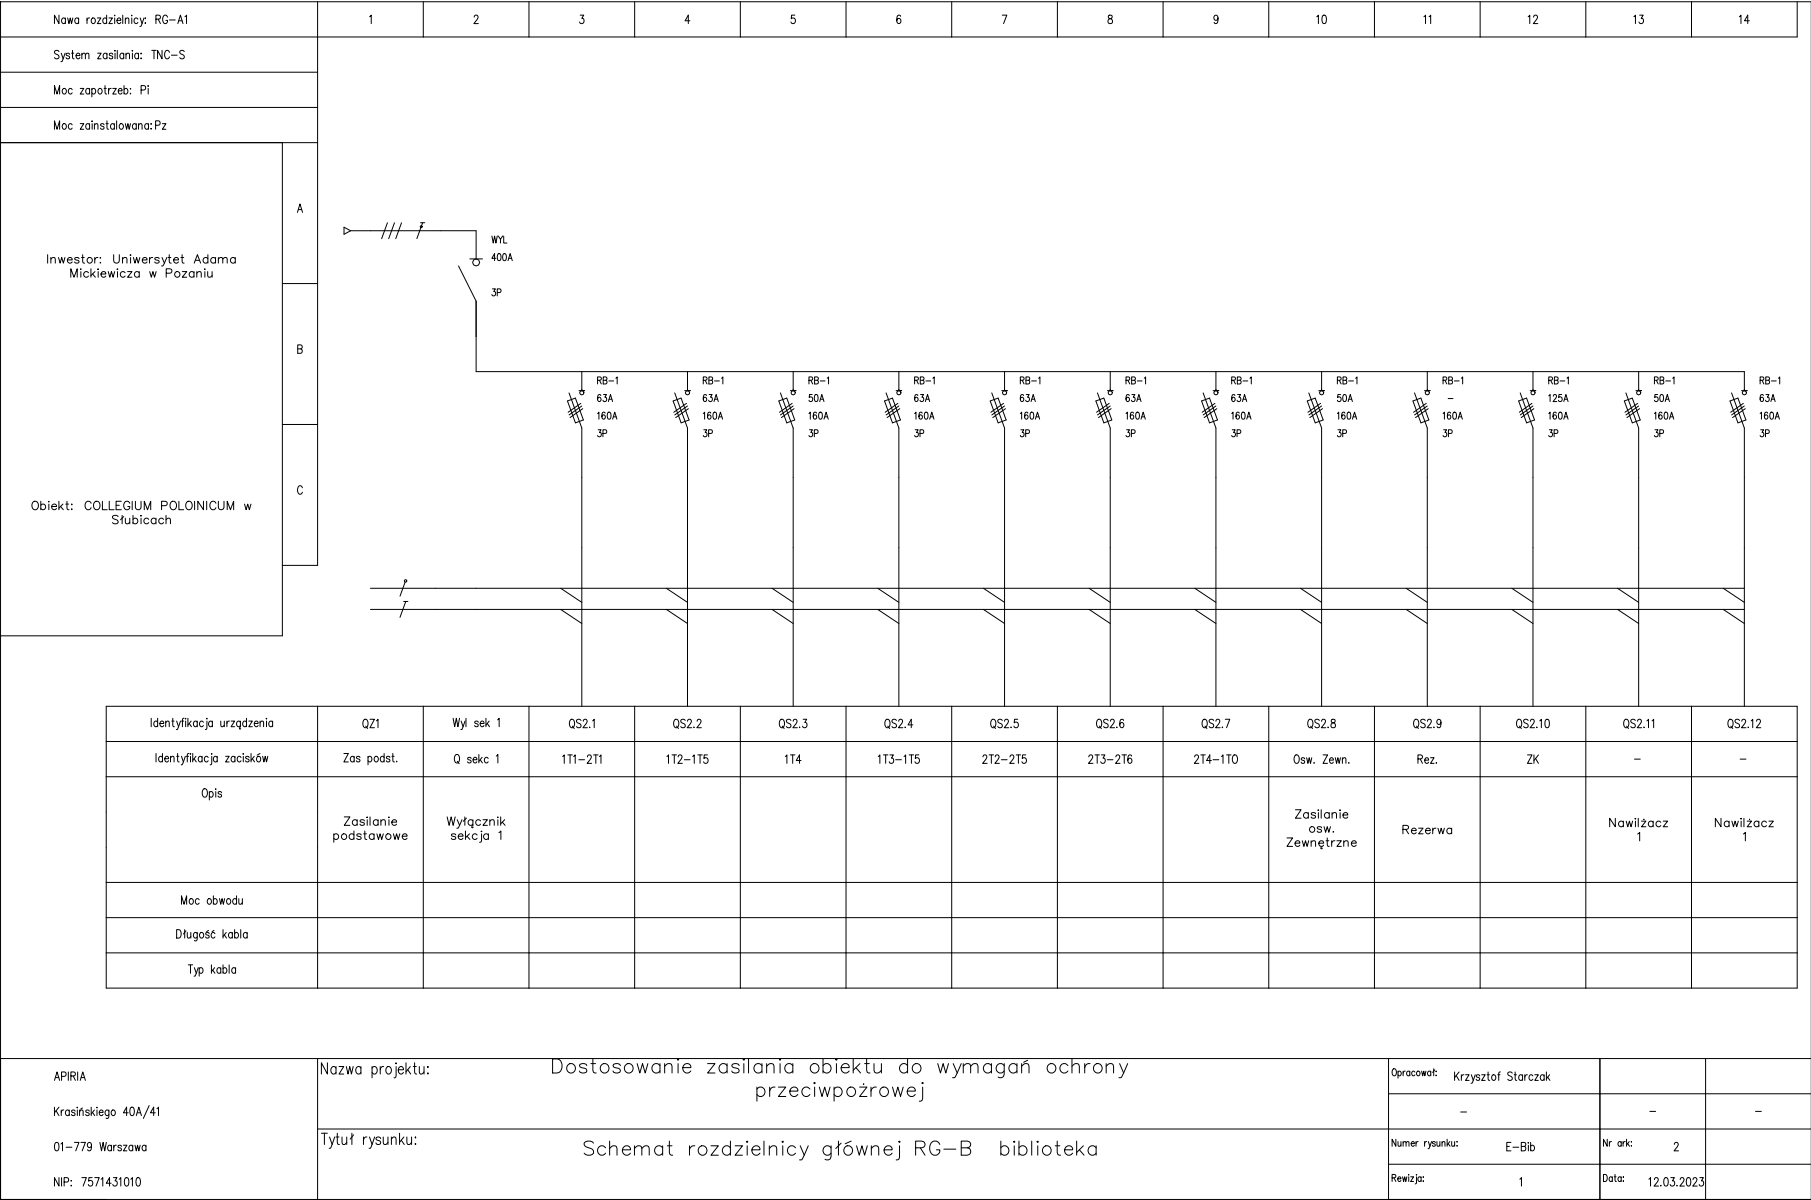 Nawa rozdzielnicy: RG-A1 1 2 3 4 5 6 7 8 9 10 11 12 13 14
System zasilania: TNC-S
Moc zapotrzeb: Pi
Moc zainstalowana:Pz
A
Inwestor: Uniwersytet Adama
Mickiewicza w Pozaniu
B
C
Obiekt: COLLEGIUM POLOINICUM w
Słubicach
WYL
400A
3P
RB-1 RB-1 RB-1 RB-1 RB-1 RB-1 RB-1 RB-1 RB-1 RB-1 RB-1 RB-1
63A 63A 50A 63A 63A 63A 63A 50A - 125A 50A 63A
160A 160A 160A 160A 160A 160A 160A 160A 160A 160A 160A 160A
3P 3P 3P 3P 3P 3P 3P 3P 3P 3P 3P 3P
Identyfikacja urządzenia QZ1 Wyl sek 1 QS2.1 QS2.2 QS2.3 QS2.4 QS2.5 QS2.6 QS2.7 QS2.8 QS2.9 QS2.10 QS2.11 QS2.12
Identyfikacja zacisków Zas podst. Q sekc 1 1T1-2T1 1T2-1T5 1T4 1T3-1T5 2T2-2T5 2T3-2T6 2T4-1T0 Osw. Zewn. Rez. ZK - -
Opis
Zasilanie
podstawowe
Wyłącznik
sekcja 1
Zasilanie
osw.
Zewnętrzne
Rezerwa
Nawilżacz
1
Nawilżacz
1
Moc obwodu
Długość kabla
Typ kabla
APIRIA
Krasińskiego 40A/41
01-779 Warszawa
NIP: 7571431010
Nazwa projektu: Dostosowanie zasilania obiektu do wymagań ochrony
przeciwpożrowej
Tytuł rysunku: Schemat rozdzielnicy głównej RG-B biblioteka
Opracował: Krzysztof Starczak
- - -
Numer rysunku: E-Bib Nr ark: 2
Rewizja: 1 Data: 12.03.2023